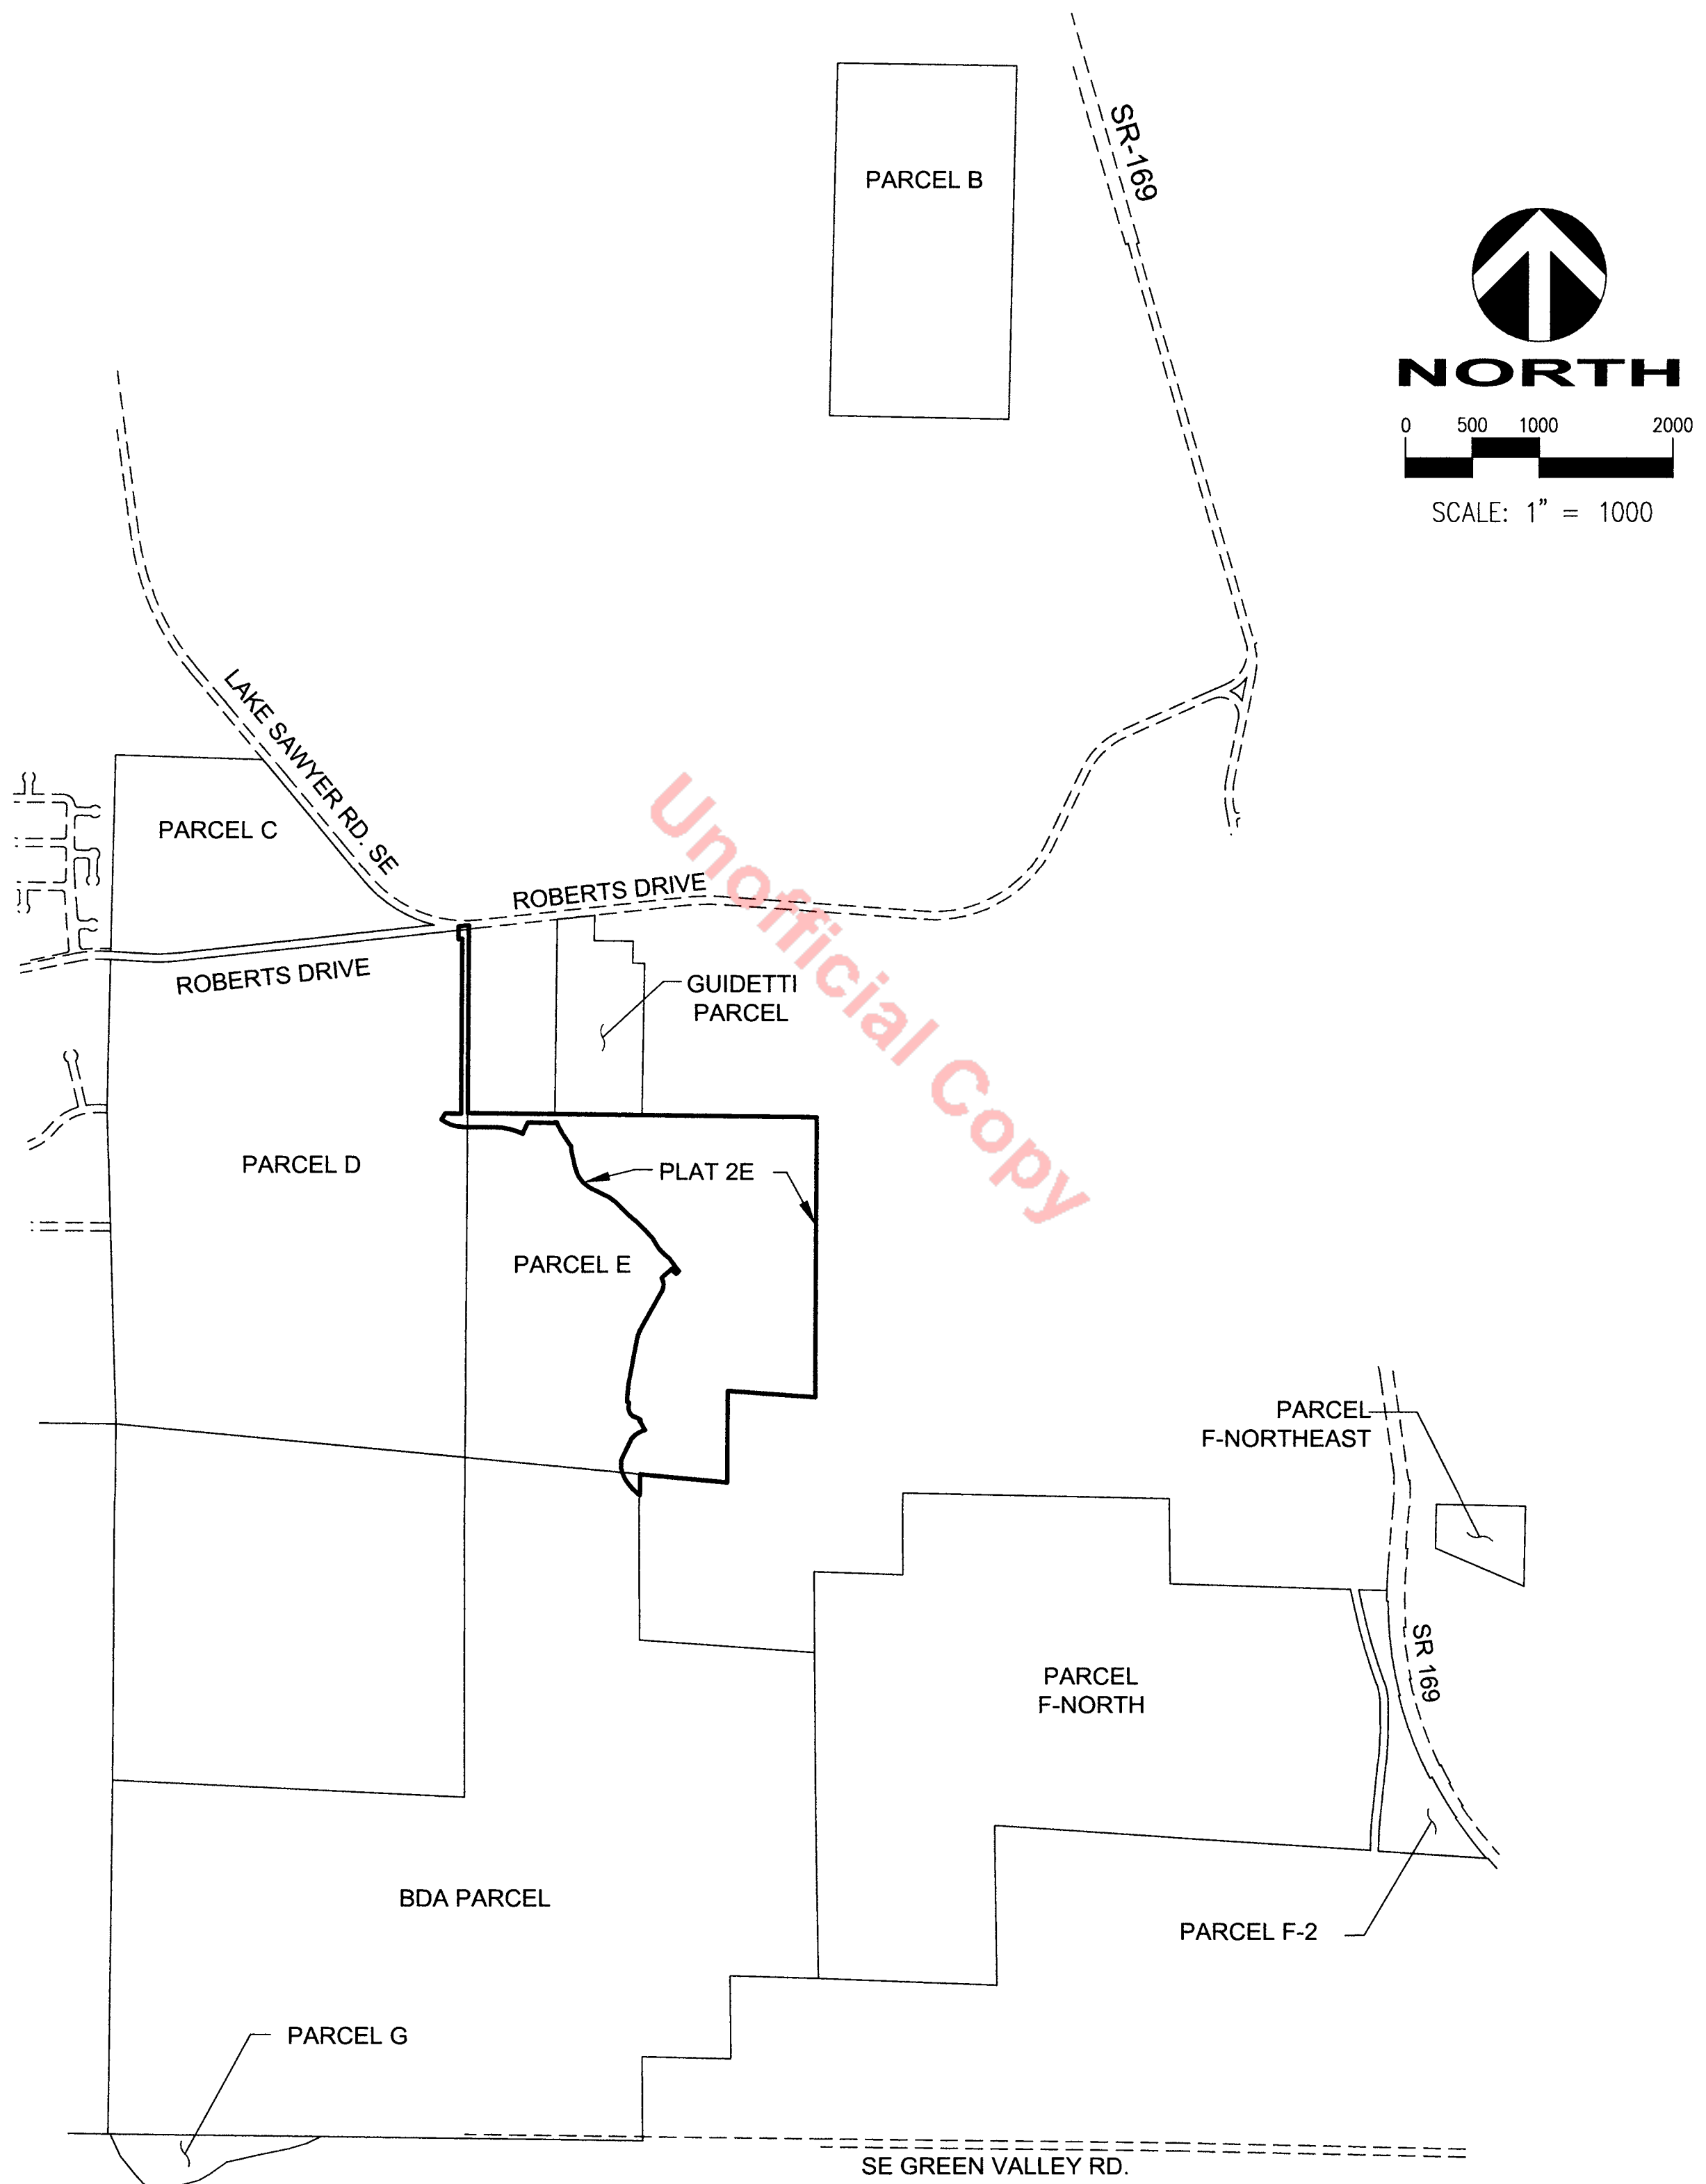 SR-169
PARCEL B
NORTH
0 500 1000 2000
SCALE: 1" = 1000
LAKE SAWYER RD. SE
PARCEL C
ROBERTS DRIVE
ROBERTS DRIVE
GUIDETTI
PARCEL
Unofficial Copy
PARCEL D
PLAT 2E
PARCEL E
PARCEL
F-NORTHEAST
SR 169
PARCEL
F-NORTH
BDA PARCEL
PARCEL F-2
PARCEL G
SE GREEN VALLEY RD.